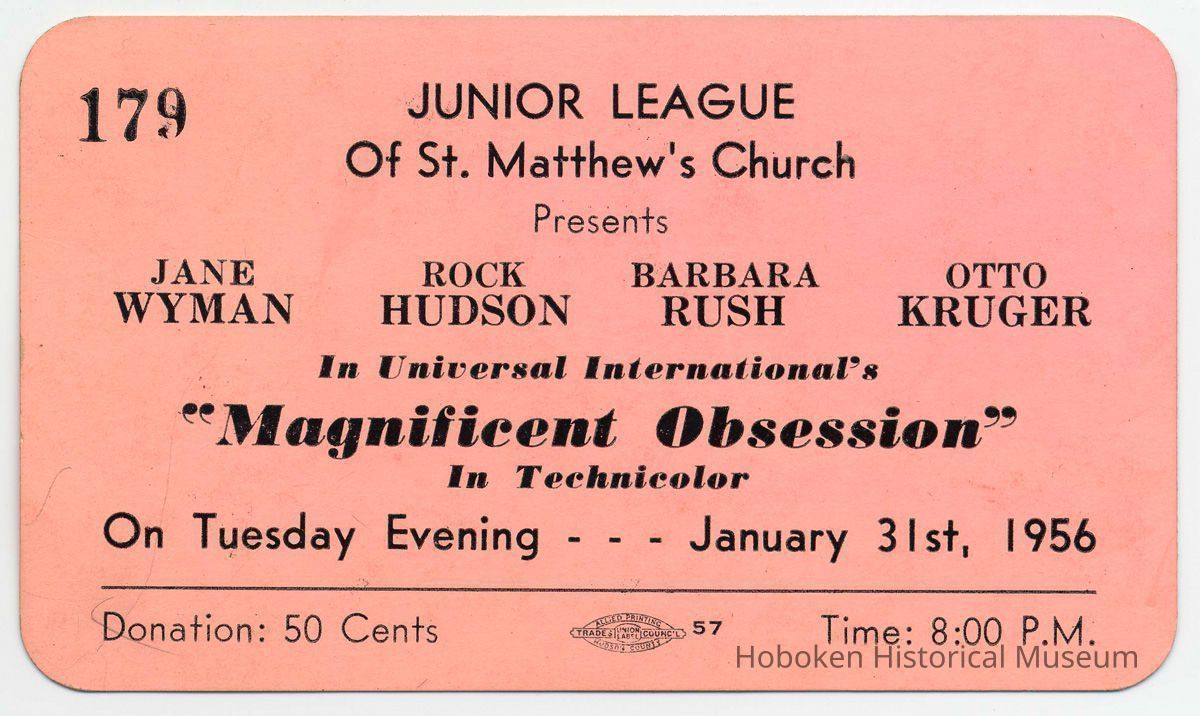 179
JUNIOR LEAGUE
Of St. Matthew's Church
Presents
JANE WYMAN
ROCK HUDSON
BARBARA RUSH
OTTO KRUGER
In Universal International's
"Magnificent Obsession"
In Technicolor
On Tuesday Evening - - - January 31st, 1956
Donation: 50 Cents
ALLIED PRINTING
TRADES UNION LABEL COUNCIL
HUDSON COUNTY
57
Time: 8:00 P.M.
Hoboken Historical Museum